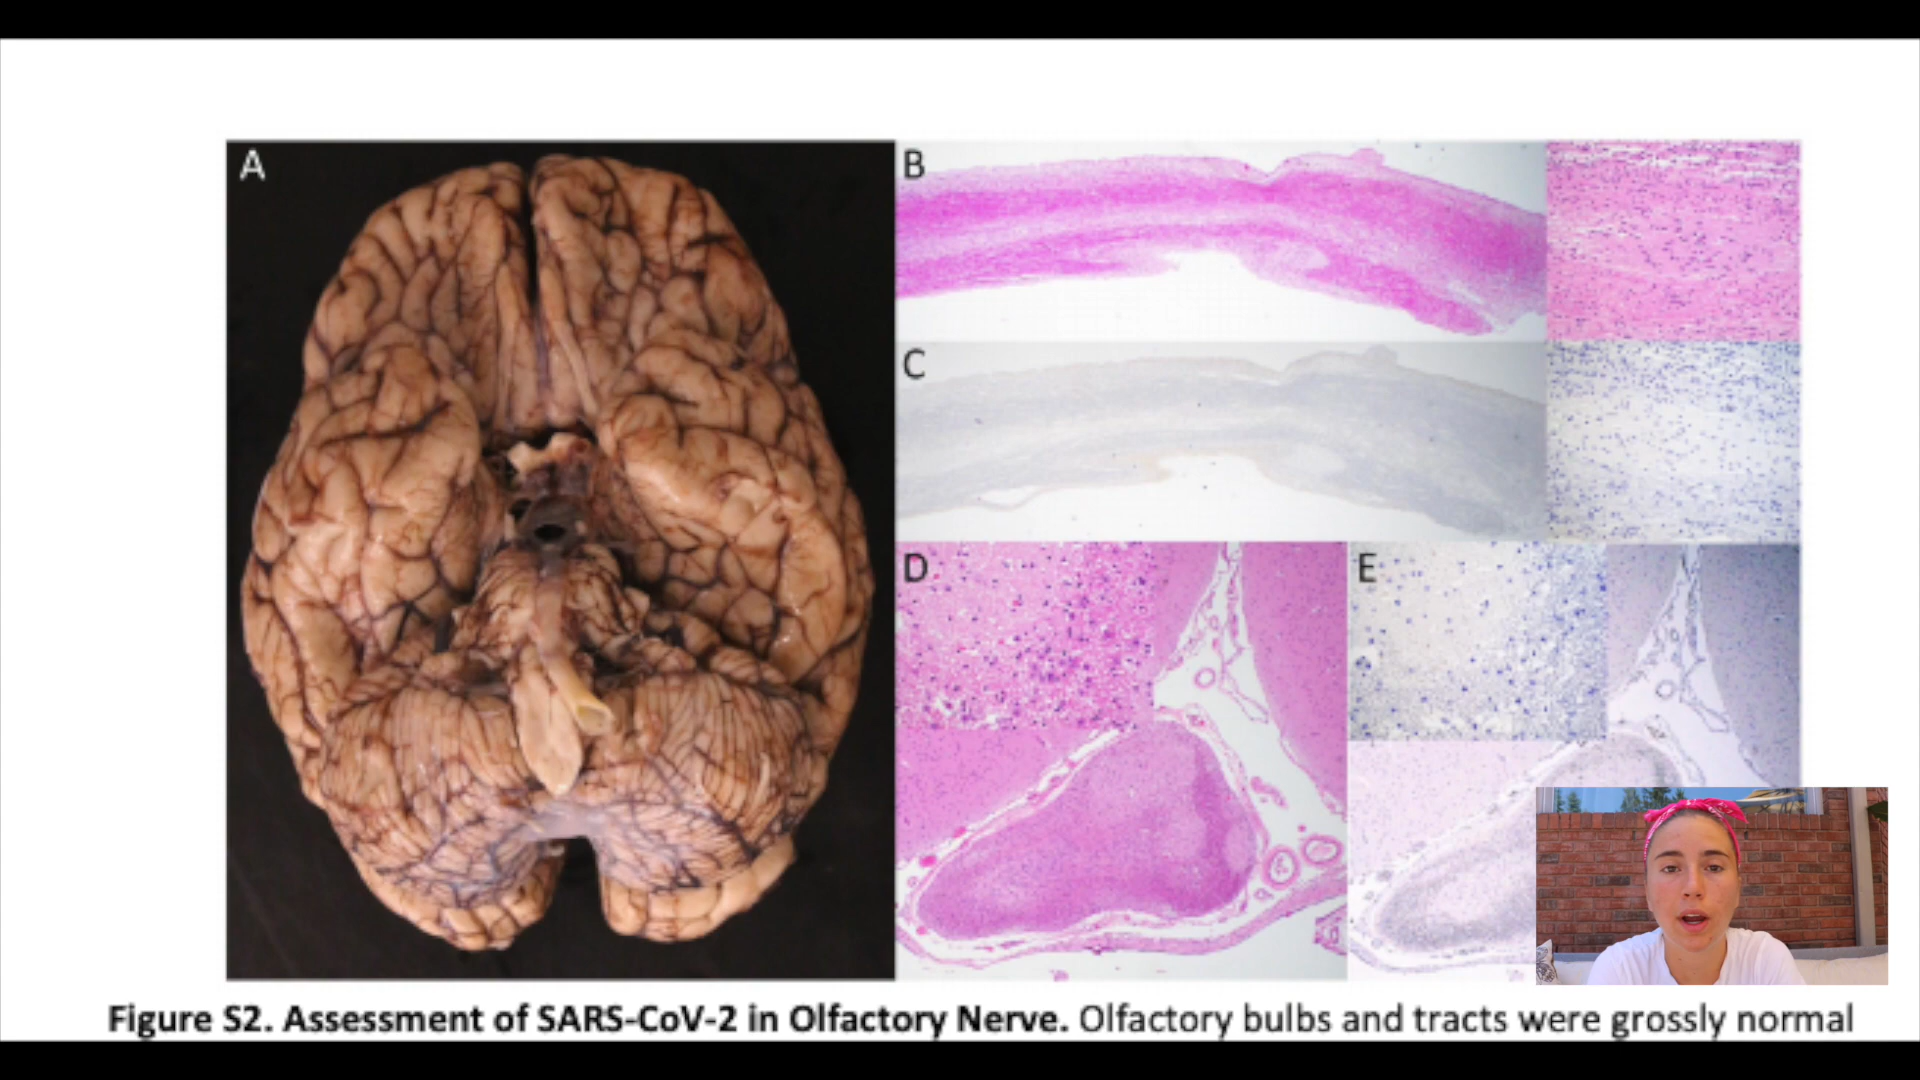 A
B
C
D
E
Figure S2. Assessment of SARS-CoV-2 in Olfactory Nerve. Olfactory bulbs and tracts were grossly normal